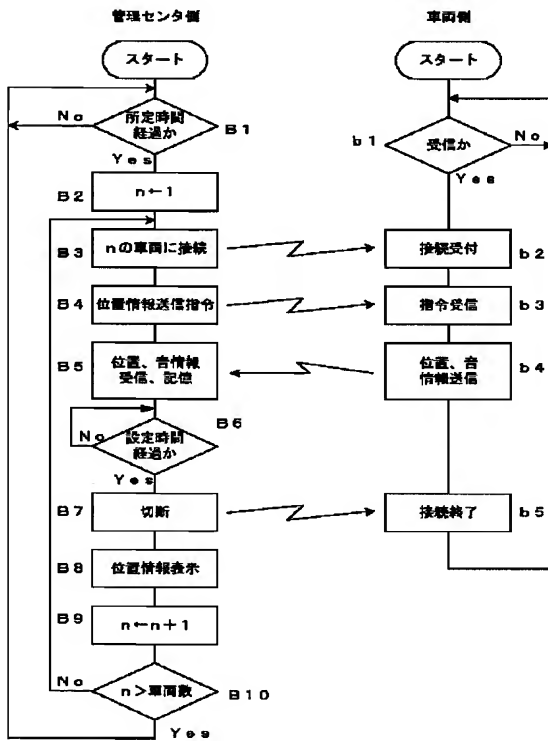 管理センタ側
車両側
スタート
スタート
所定時間
経過か
No
B1
Yes
受信か
b1
No
Yes
B2
n←1
B3
nの車両に接続
接続受付
b2
B4
位置情報送信指令
指令受信
b3
B5
位置、音情報
受信、記憶
位置、音
情報送信
b4
B6
設定時間
経過か
No
Yes
B7
切断
接続終了
b5
B8
位置情報表示
B9
n←n+1
No
n>車両数
B10
Yes